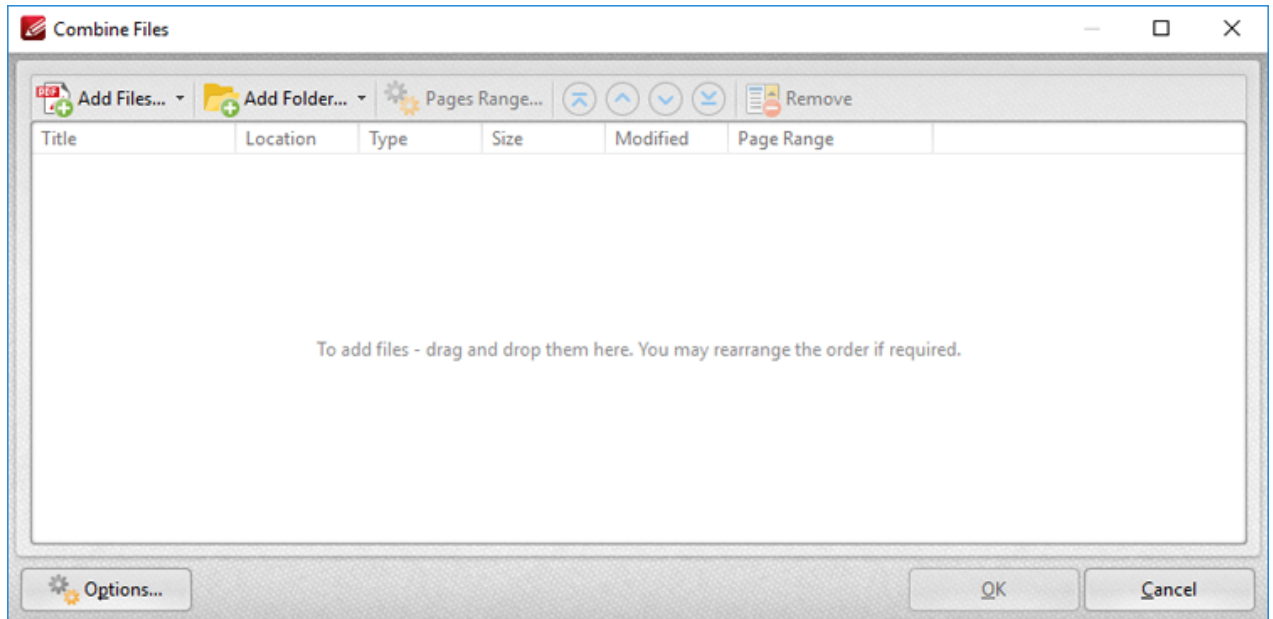 Combine Files
PDF Add Files... Add Folder... Pages Range... Remove
Title Location Type Size Modified Page Range
To add files - drag and drop them here. You may rearrange the order if required.
Options... OK Cancel